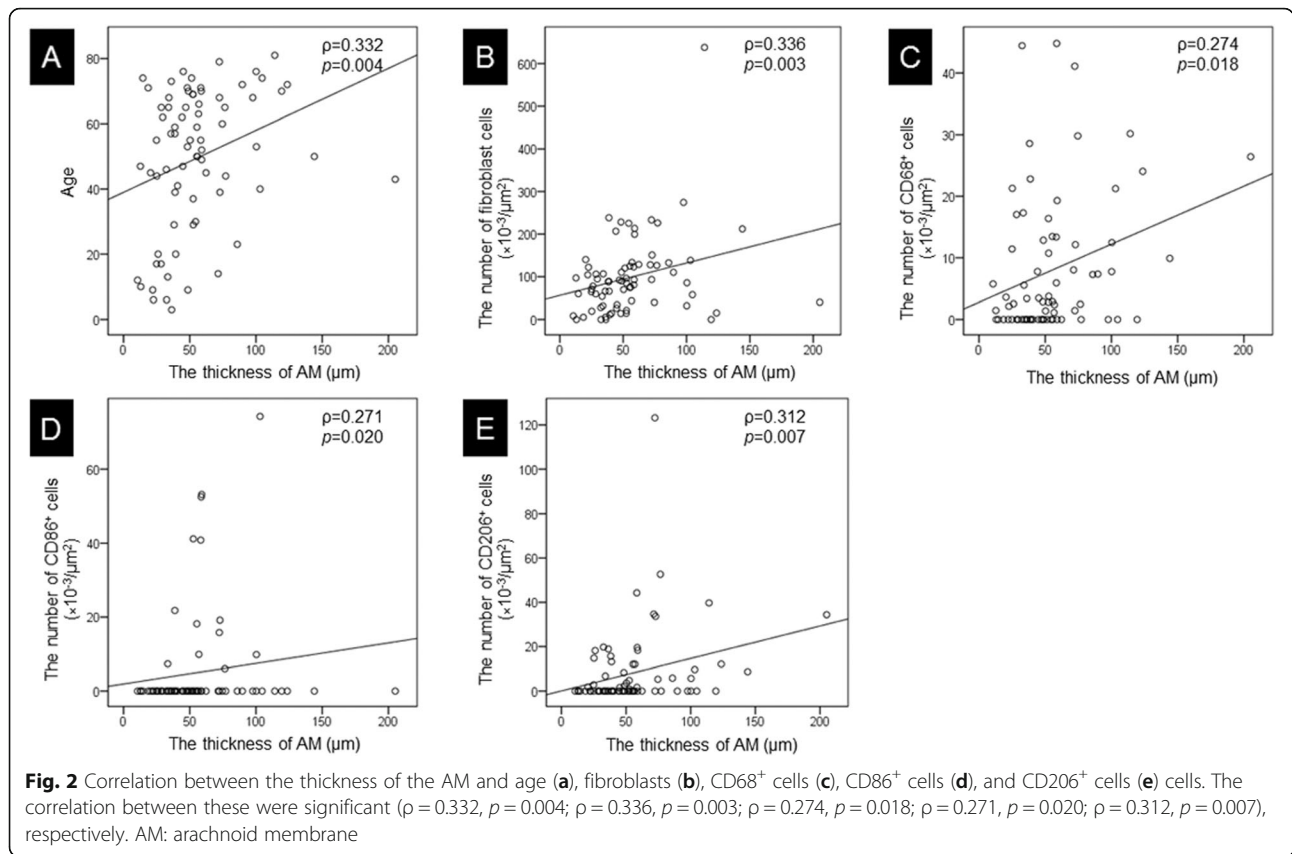 A
ρ=0.332
p=0.004
80
60
40
20
0
Age
0 50 100 150 200
The thickness of AM (μm)
B
ρ=0.336
p=0.003
600
500
400
300
200
100
0
The number of fibroblast cells
(×10⁻³/μm²)
0 50 100 150 200
The thickness of AM (μm)
C
ρ=0.274
p=0.018
40
30
20
10
0
The number of CD68⁺ cells
(×10⁻³/μm²)
0 50 100 150 200
The thickness of AM (μm)
D
ρ=0.271
p=0.020
60
40
20
0
The number of CD86⁺ cells
(×10⁻³/μm²)
0 50 100 150 200
The thickness of AM (μm)
E
ρ=0.312
p=0.007
120
100
80
60
40
20
0
The number of CD206⁺ cells
(×10⁻³/μm²)
0 50 100 150 200
The thickness of AM (μm)
Fig. 2 Correlation between the thickness of the AM and age (a), fibroblasts (b), CD68⁺ cells (c), CD86⁺ cells (d), and CD206⁺ cells (e) cells. The
correlation between these were significant (ρ = 0.332, p = 0.004; ρ = 0.336, p = 0.003; ρ = 0.274, p = 0.018; ρ = 0.271, p = 0.020; ρ = 0.312, p = 0.007),
respectively. AM: arachnoid membrane